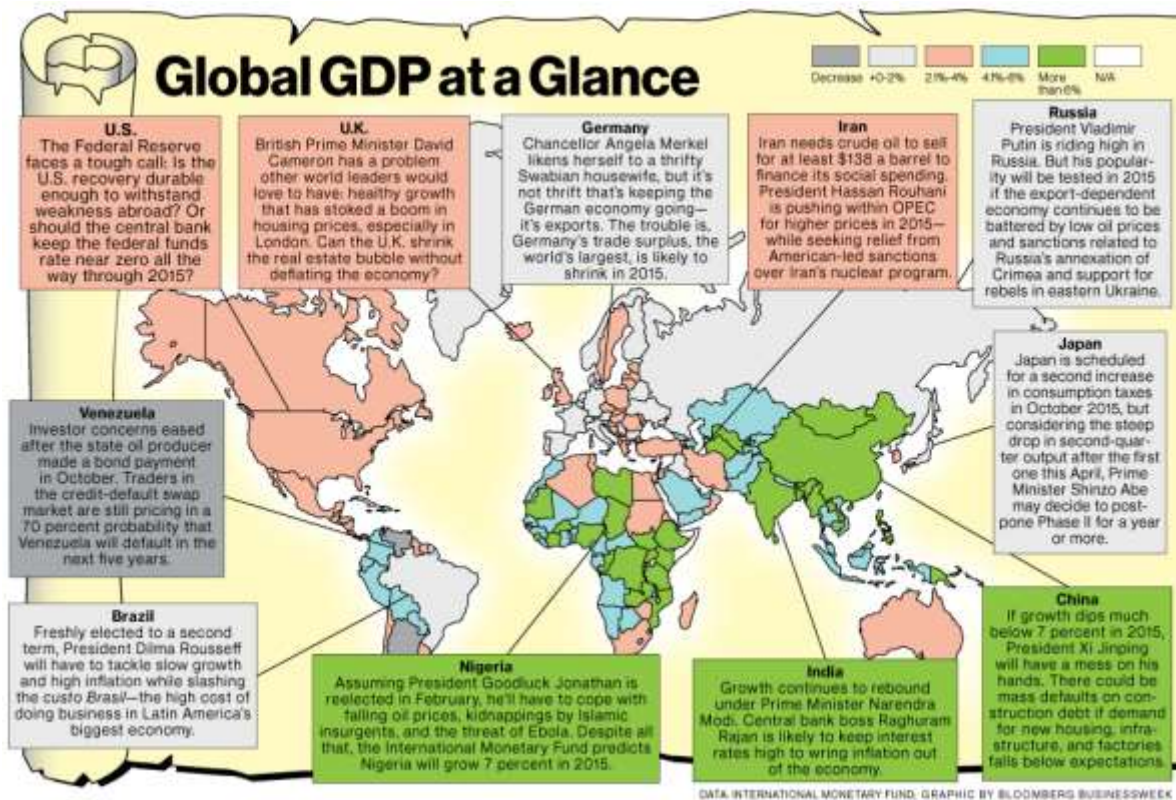 Global GDP at a Glance
Decrease
+0-2%
2.1%-4%
4.1%-6%
More
than 6%
N/A
U.S.
The Federal Reserve
faces a tough call: Is the
U.S. recovery durable
enough to withstand
weakness abroad? Or
should the central bank
keep the federal funds
rate near zero all the
way through 2015?
U.K.
British Prime Minister David
Cameron has a problem
other world leaders would
love to have: healthy growth
that has stoked a boom in
housing prices, especially in
London. Can the U.K. shrink
the real estate bubble without
deflating the economy?
Germany
Chancellor Angela Merkel
likens herself to a thrifty
Swabian housewife, but it's
not thrift that's keeping the
German economy going—
it's exports. The trouble is,
Germany's trade surplus, the
world's largest, is likely to
shrink in 2015.
Iran
Iran needs crude oil to sell
for at least $138 a barrel to
finance its social spending.
President Hassan Rouhani
is pushing within OPEC
for higher prices in 2015—
while seeking relief from
American-led sanctions
over Iran's nuclear program.
Russia
President Vladimir
Putin is riding high in
Russia. But his popular-
ity will be tested in 2015
if the export-dependent
economy continues to be
battered by low oil prices
and sanctions related to
Russia's annexation of
Crimea and support for
rebels in eastern Ukraine.
Japan
Japan is scheduled
for a second increase
in consumption taxes
in October 2015, but
considering the steep
drop in second-quar-
ter output after the first
one this April, Prime
Minister Shinzo Abe
may decide to post-
pone Phase II for a year
or more.
Venezuela
Investor concerns eased
after the state oil producer
made a bond payment
in October. Traders in
the credit-default swap
market are still pricing in a
70 percent probability that
Venezuela will default in the
next five years.
Brazil
Freshly elected to a second
term, President Dilma Rousseff
will have to tackle slow growth
and high inflation while slashing
the custo Brasil—the high cost of
doing business in Latin America's
biggest economy.
Nigeria
Assuming President Goodluck Jonathan is
reelected in February, he'll have to cope with
falling oil prices, kidnappings by Islamic
insurgents, and the threat of Ebola. Despite all
that, the International Monetary Fund predicts
Nigeria will grow 7 percent in 2015.
India
Growth continues to rebound
under Prime Minister Narendra
Modi. Central bank boss Raghuram
Rajan is likely to keep interest
rates high to wring inflation out
of the economy.
China
If growth dips much
below 7 percent in 2015,
President Xi Jinping
will have a mess on his
hands. There could be
mass defaults on con-
struction debt if demand
for new housing, infra-
structure, and factories
falls below expectations.
DATA: INTERNATIONAL MONETARY FUND, GRAPHIC BY BLOOMBERG BUSINESSWEEK